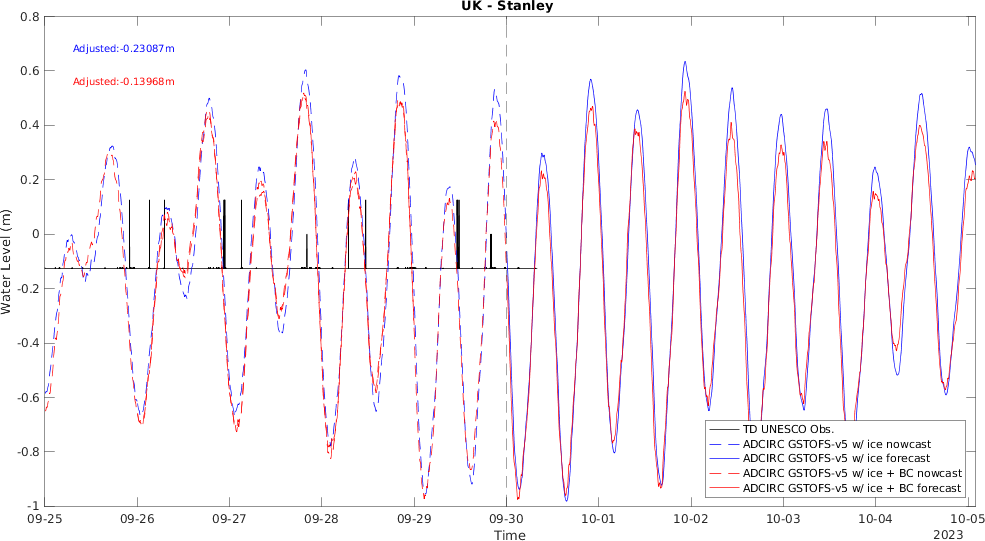 UK - Stanley
Adjusted:-0.23087m
Adjusted:-0.13968m
Water Level (m)
0.8
0.6
0.4
0.2
0
-0.2
-0.4
-0.6
-0.8
-1
TD UNESCO Obs.
ADCIRC GSTOFS-v5 w/ ice nowcast
ADCIRC GSTOFS-v5 w/ ice forecast
ADCIRC GSTOFS-v5 w/ ice + BC nowcast
ADCIRC GSTOFS-v5 w/ ice + BC forecast
09-25 09-26 09-27 09-28 09-29 09-30 10-01 10-02 10-03 10-04 10-05
Time
2023